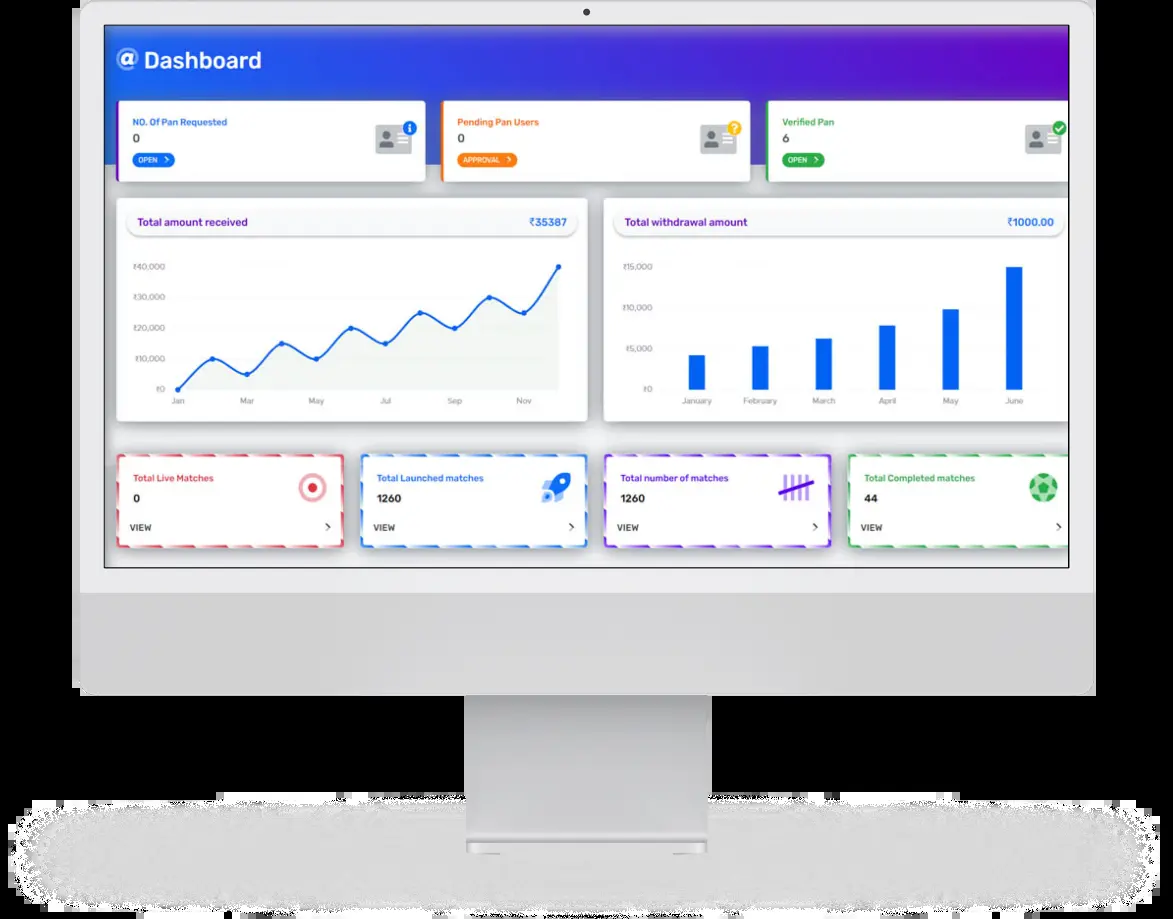 @ Dashboard
NO. Of Pan Requested
0
OPEN >
Pending Pan Users
0
APPROVAL >
Verified Pan
6
OPEN >
Total amount received ₹35387
₹40,000
₹30,000
₹20,000
₹10,000
₹0
Jan Mar May Jul Sep Nov
Total withdrawal amount ₹1000.00
₹15,000
₹10,000
₹5,000
₹0
January February March April May June
Total Live Matches
0
VIEW >
Total Launched matches
1260
VIEW >
Total number of matches
1260
VIEW >
Total Completed matches
44
VIEW >